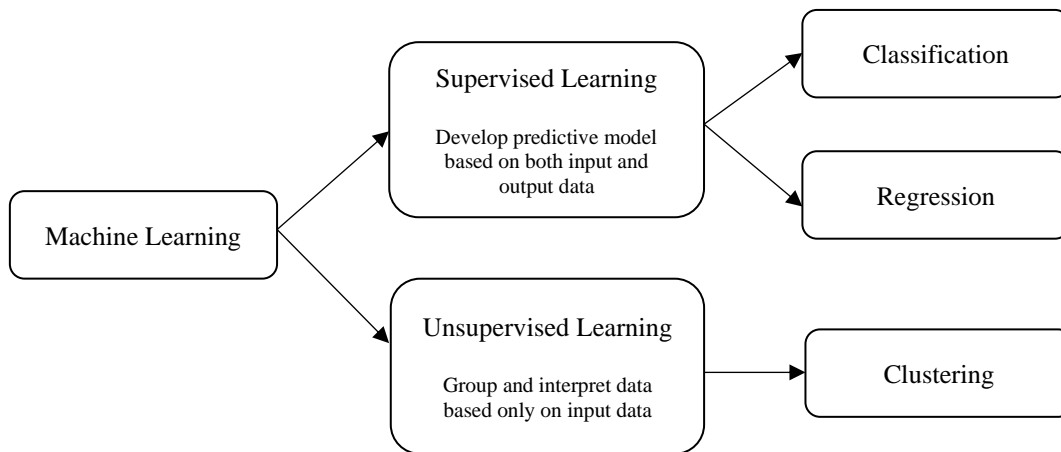 Machine Learning
Supervised Learning
Develop predictive model
based on both input and
output data
Classification
Regression
Unsupervised Learning
Group and interpret data
based only on input data
Clustering